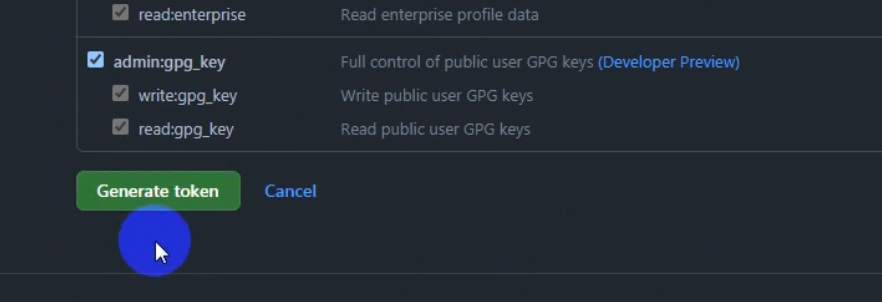 read:enterprise Read enterprise profile data
admin:gpg_key Full control of public user GPG keys (Developer Preview)
write:gpg_key Write public user GPG keys
read:gpg_key Read public user GPG keys
Generate token Cancel